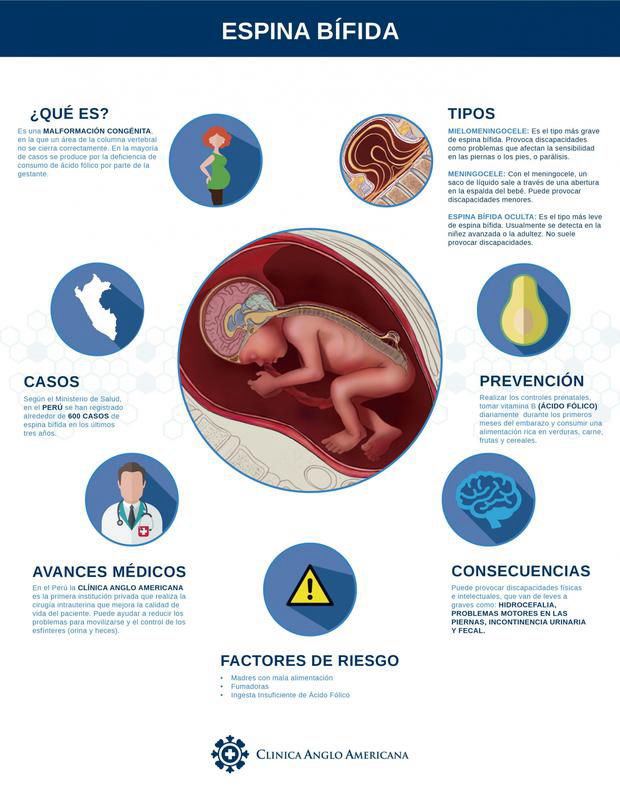 ESPINA BÍFIDA
¿QUÉ ES?
Es una MALFORMACIÓN CONGÉNITA,
en la que un área de la columna vertebral
no se cierra correctamente. En la mayoría
de casos se produce por la deficiencia de
consumo de ácido fólico por parte de la
gestante.
TIPOS
MIELOMENINGOCELE: Es el tipo más grave
de espina bífida. Provoca discapacidades
como problemas que afectan la sensibilidad
en las piernas o los pies, o parálisis.
MENINGOCELE: Con el meningocele, un
saco de líquido sale a través de una abertura
en la espalda del bebé. Puede provocar
discapacidades menores.
ESPINA BÍFIDA OCULTA: Es el tipo más leve
de espina bífida. Usualmente se detecta en la
niñez avanzada o la adultez. No suele
provocar discapacidades.
CASOS
Según el Ministerio de Salud,
en el PERÚ se han registrado
alrededor de 600 CASOS de
espina bífida en los últimos
tres años.
PREVENCIÓN
Realizar los controles prenatales,
tomar vitamina B (ÁCIDO FÓLICO)
diariamente durante los primeros
meses del embarazo y consumir una
alimentación rica en verduras, carne,
frutas y cereales.
AVANCES MÉDICOS
En el Perú la CLÍNICA ANGLO AMERICANA
es la primera institución privada que realiza la
cirugía intrauterina que mejora la calidad de
vida del paciente. Puede ayudar a reducir los
problemas para movilizarse y el control de los
esfínteres (orina y heces).
CONSECUENCIAS
Puede provocar discapacidades físicas
e intelectuales, que van de leves a
graves como: HIDROCEFALIA,
PROBLEMAS MOTORES EN LAS
PIERNAS, INCONTINENCIA URINARIA
Y FECAL.
FACTORES DE RIESGO
• Madres con mala alimentación
• Fumadoras
• Ingesta Insuficiente de Ácido Fólico
CLINICA ANGLO AMERICANA